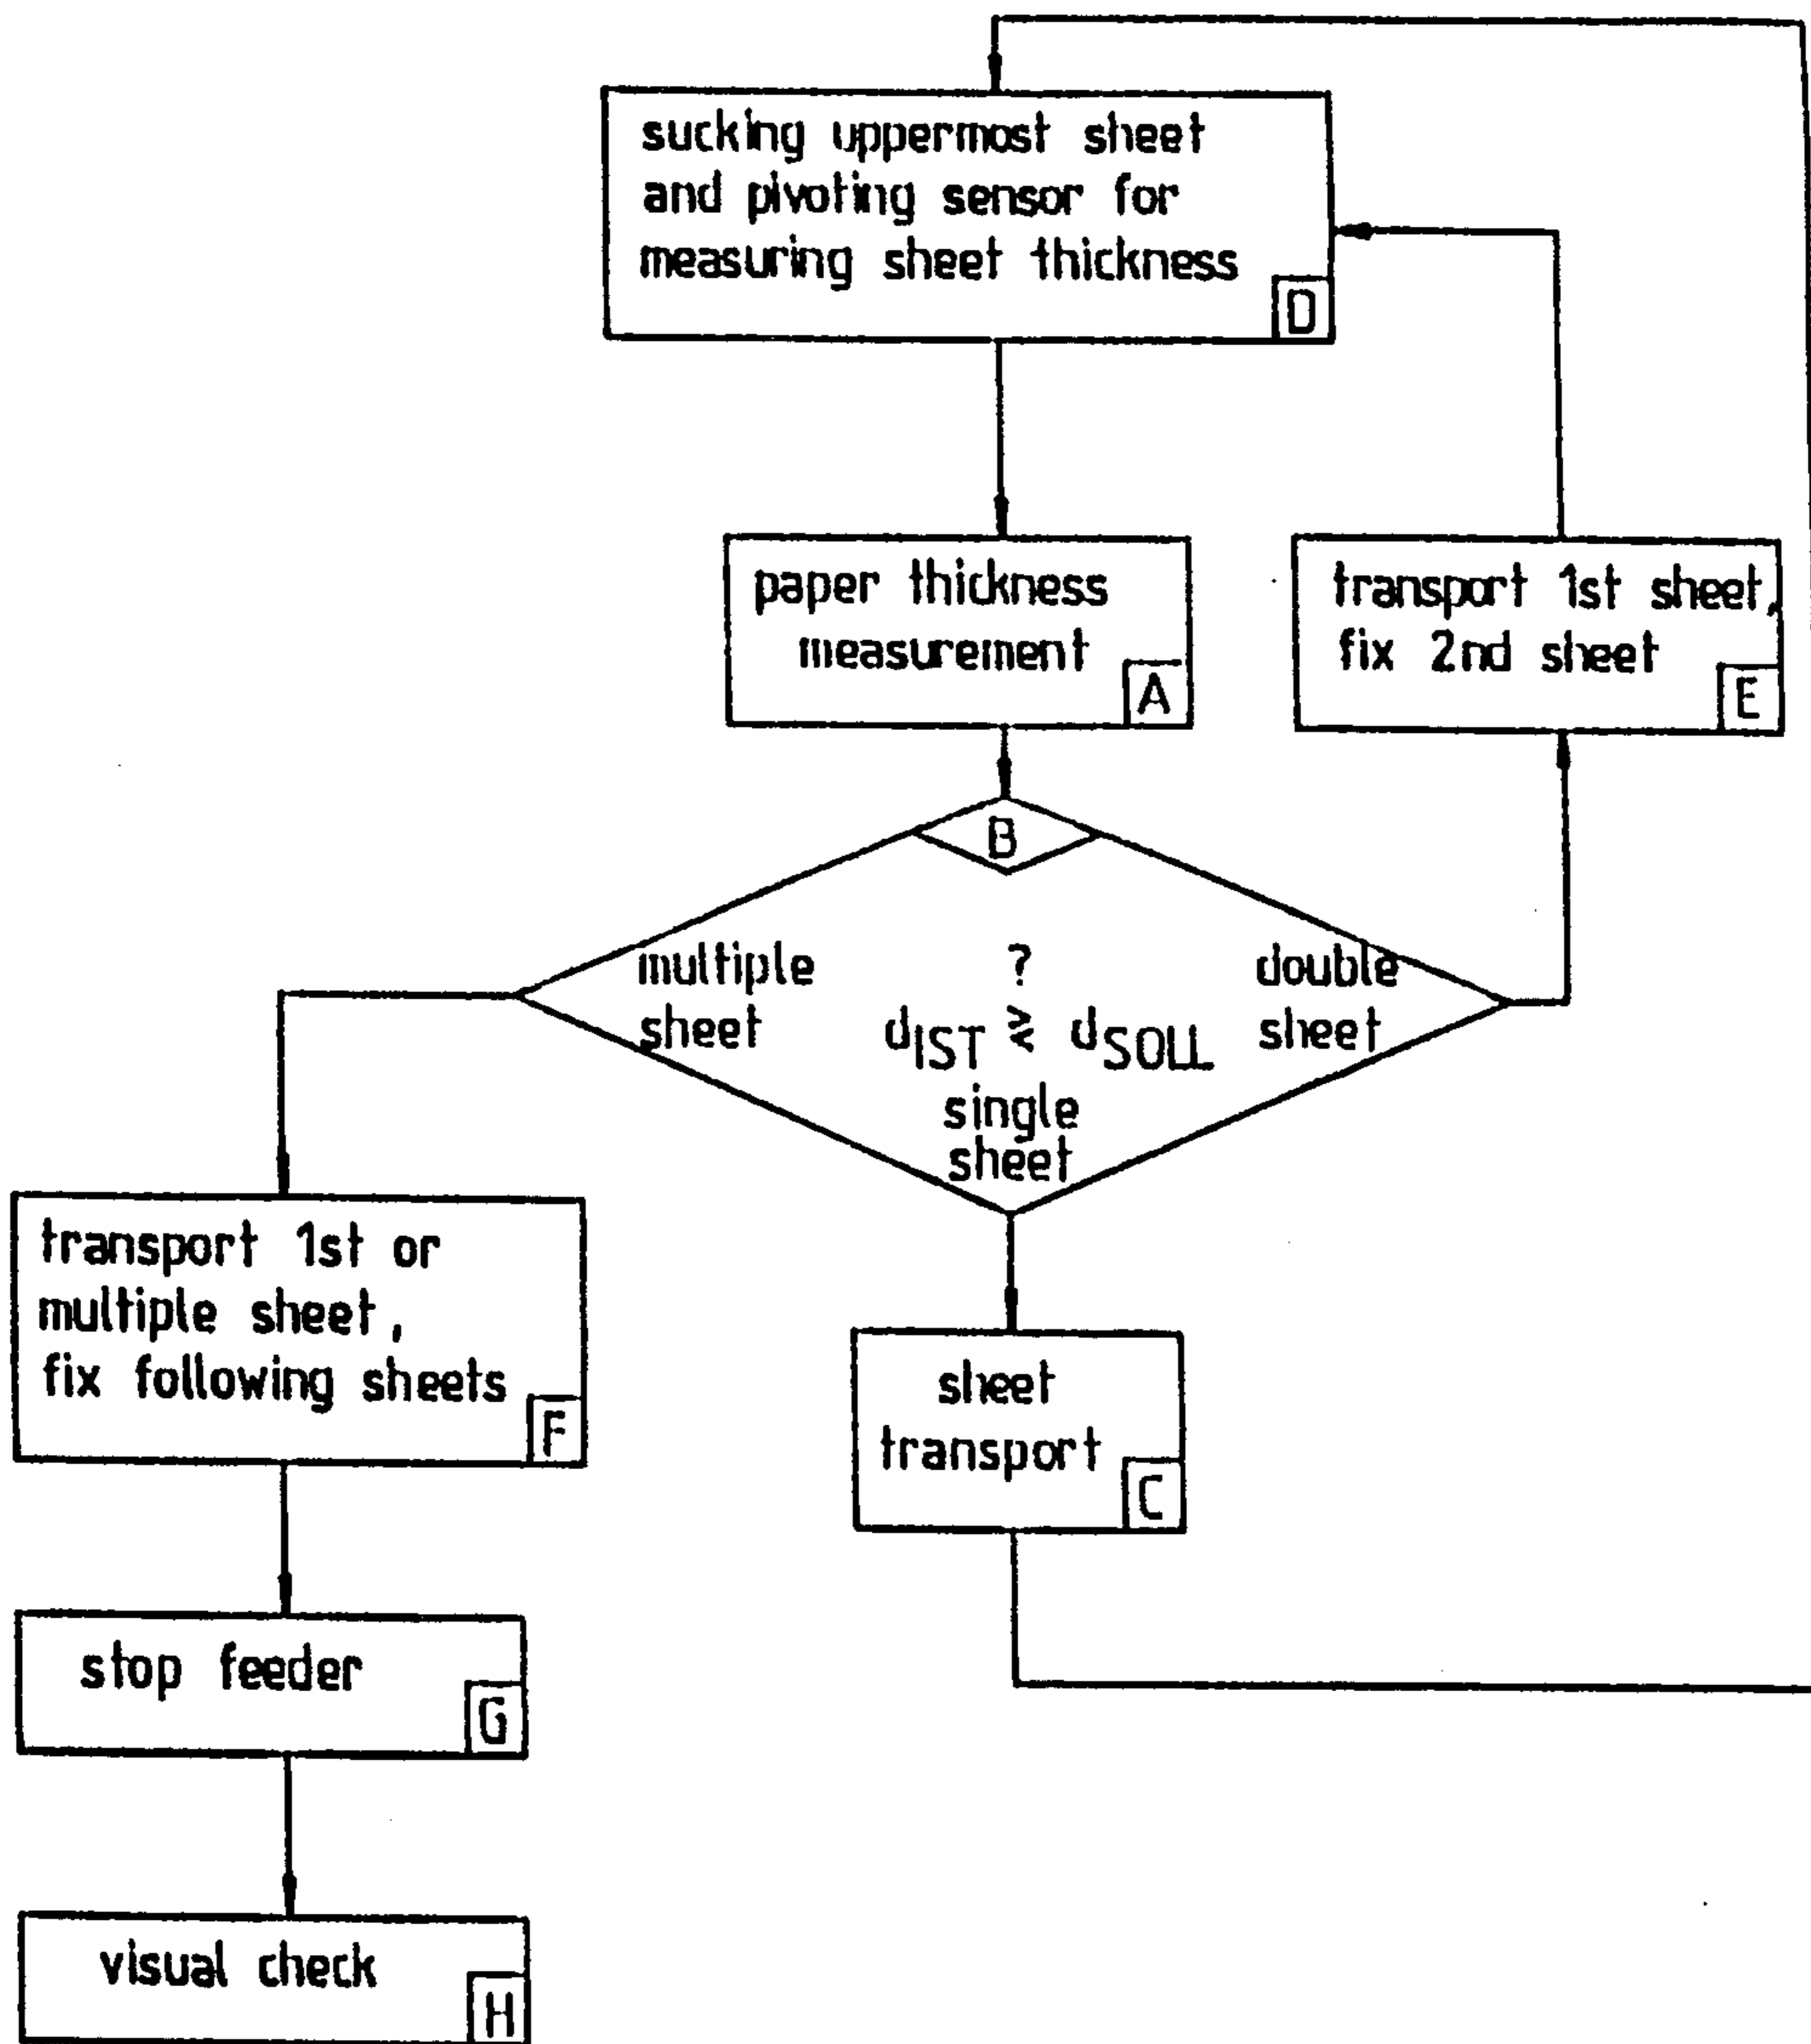 sucking uppermost sheet
and pivoting sensor for
measuring sheet thickness
D
paper thickness
measurement
A
transport 1st sheet,
fix 2nd sheet
E
B
multiple
sheet
?
dIST ≷ dSOLL
double
sheet
single
sheet
transport 1st or
multiple sheet,
fix following sheets
F
sheet
transport
C
stop feeder
G
visual check
H